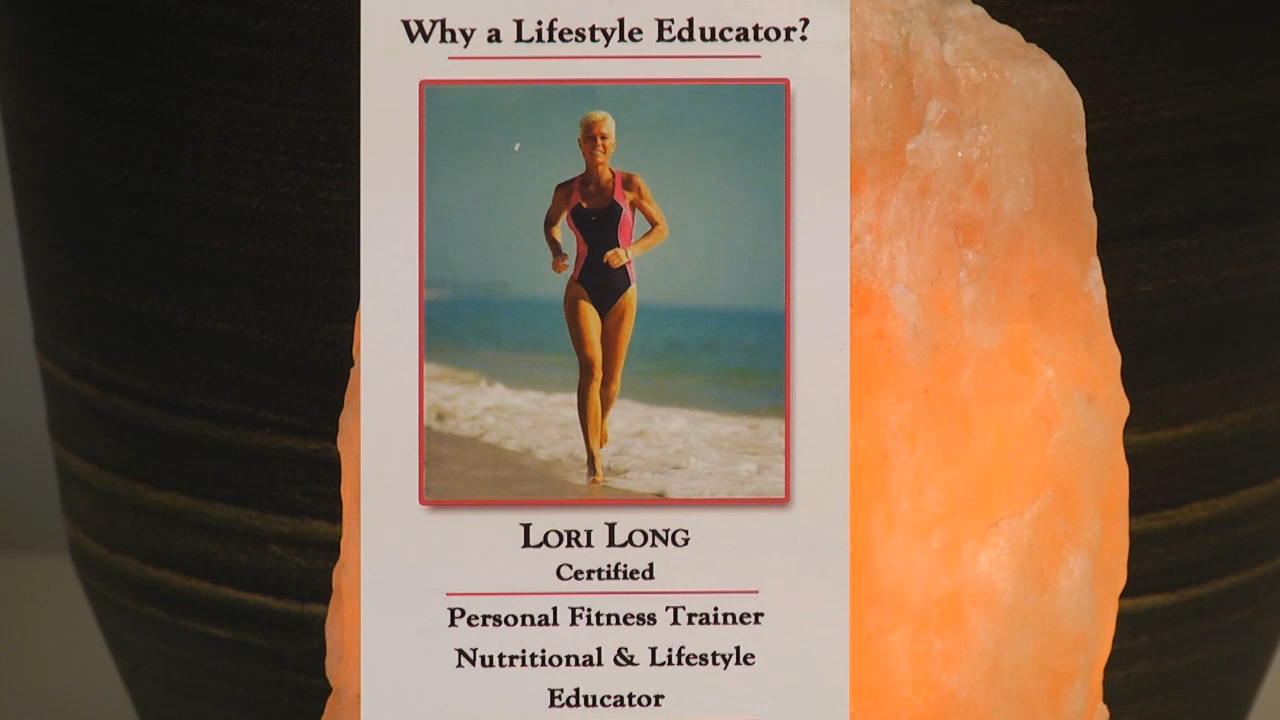 Why a Lifestyle Educator?
LORI LONG
Certified
Personal Fitness Trainer
Nutritional & Lifestyle
Educator